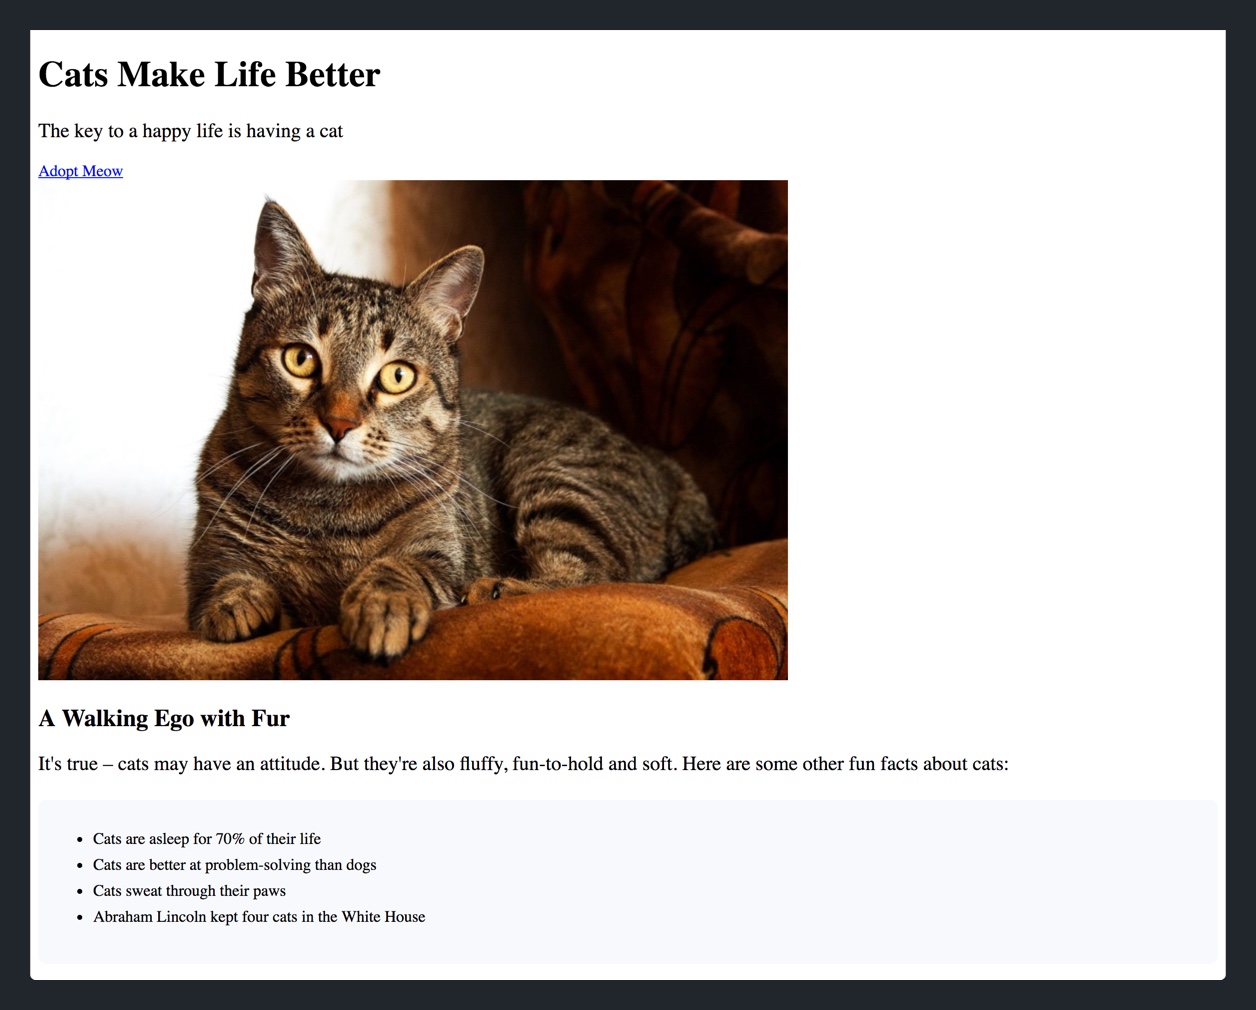 Cats Make Life Better
The key to a happy life is having a cat
Adopt Meow
A Walking Ego with Fur
It's true – cats may have an attitude. But they're also fluffy, fun-to-hold and soft. Here are some other fun facts about cats:
• Cats are asleep for 70% of their life
• Cats are better at problem-solving than dogs
• Cats sweat through their paws
• Abraham Lincoln kept four cats in the White House